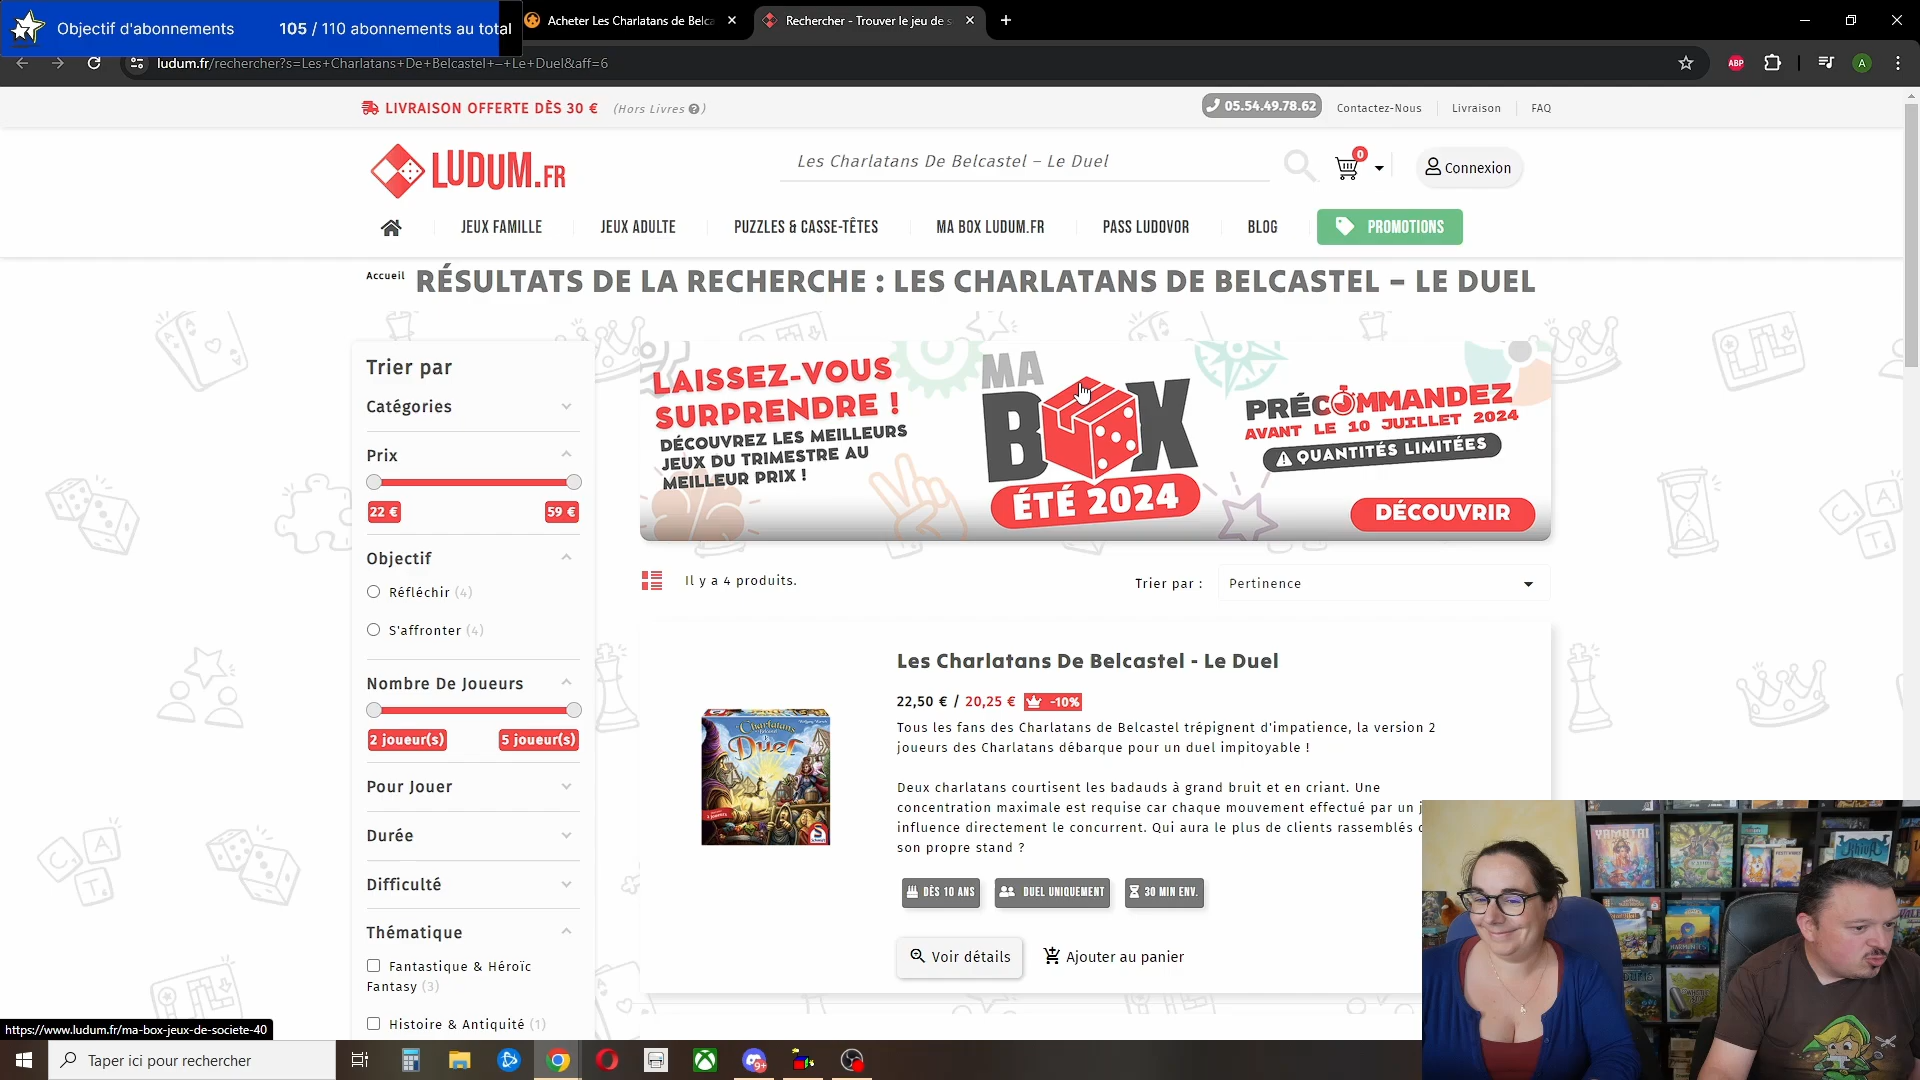 Objectif d'abonnements 105 / 110 abonnements au total
Acheter Les Charlatans de Belca
Rechercher - Trouver le jeu de s
ludum.fr/rechercher?s=Les+Charlatans+De+Belcastel+–+Le+Duel&aff=6
ABP
A
LIVRAISON OFFERTE DÈS 30 € (Hors Livres ?)
05.54.49.78.62 Contactez-Nous Livraison FAQ
LUDUM.FR
Les Charlatans De Belcastel – Le Duel
0
Connexion
JEUX FAMILLE JEUX ADULTE PUZZLES & CASSE-TÊTES MA BOX LUDUM.FR PASS LUDOVOR BLOG PROMOTIONS
Accueil
RÉSULTATS DE LA RECHERCHE : LES CHARLATANS DE BELCASTEL – LE DUEL
Trier par
Catégories
Prix
22 € 59 €
Objectif
Réfléchir (4)
S'affronter (4)
Nombre De Joueurs
2 joueur(s) 5 joueur(s)
Pour Jouer
Durée
Difficulté
Thématique
Fantastique & Héroïc
Fantasy (3)
Histoire & Antiquité (1)
LAISSEZ-VOUS
SURPRENDRE !
DÉCOUVREZ LES MEILLEURS
JEUX DU TRIMESTRE AU
MEILLEUR PRIX !
MA
BOX
ÉTÉ 2024
PRÉCOMMANDEZ
AVANT LE 10 JUILLET 2024
QUANTITÉS LIMITÉES
DÉCOUVRIR
Il y a 4 produits.
Trier par : Pertinence
Les Charlatans De Belcastel - Le Duel
22,50 € / 20,25 € -10%
Tous les fans des Charlatans de Belcastel trépignent d'impatience, la version 2
joueurs des Charlatans débarque pour un duel impitoyable !
Deux charlatans courtisent les badauds à grand bruit et en criant. Une
concentration maximale est requise car chaque mouvement effectué par un j
influence directement le concurrent. Qui aura le plus de clients rassemblés
son propre stand ?
Charlatans
Duel
DÈS 10 ANS DUEL UNIQUEMENT 30 MIN ENV.
Voir détails Ajouter au panier
YAMATAI
https://www.ludum.fr/ma-box-jeux-de-societe-40
Taper ici pour rechercher
9+